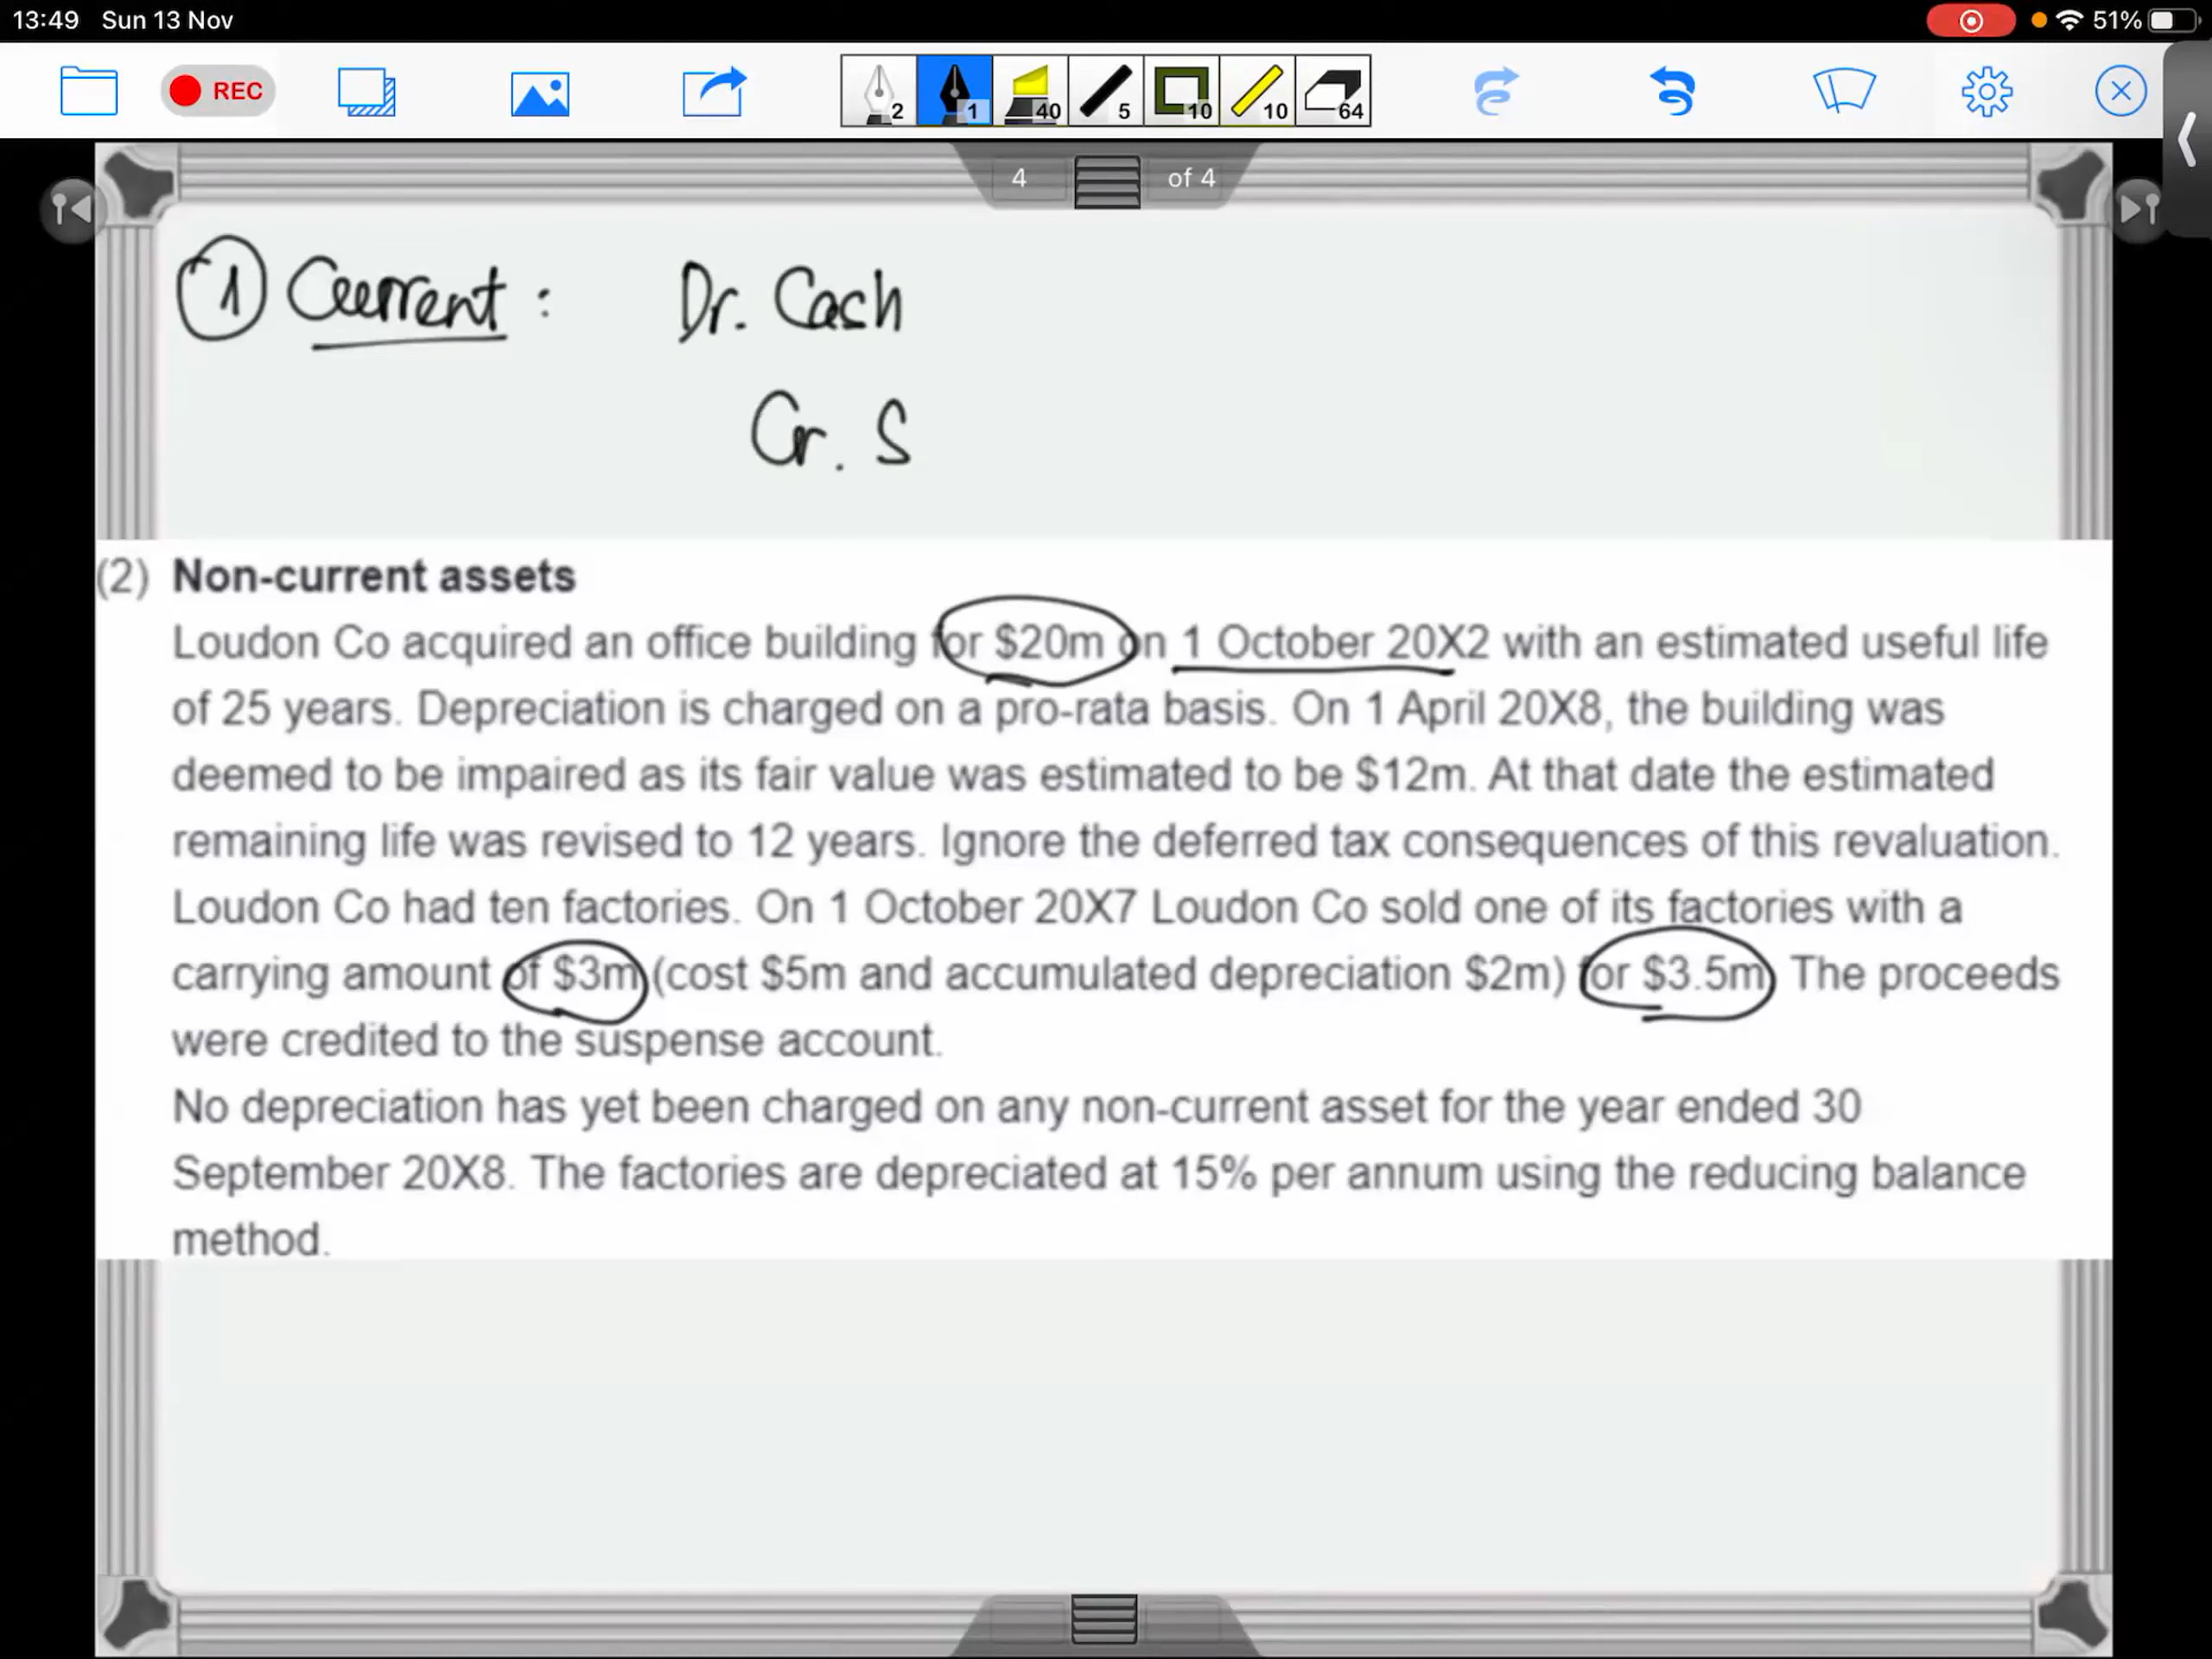 13:49 Sun 13 Nov 51%
REC 2 1 40 5 10 10 64
4 of 4
1 Current : Dr. Cash
Cr. S
(2) Non-current assets
Loudon Co acquired an office building for $20m on 1 October 20X2 with an estimated useful life
of 25 years. Depreciation is charged on a pro-rata basis. On 1 April 20X8, the building was
deemed to be impaired as its fair value was estimated to be $12m. At that date the estimated
remaining life was revised to 12 years. Ignore the deferred tax consequences of this revaluation.
Loudon Co had ten factories. On 1 October 20X7 Loudon Co sold one of its factories with a
carrying amount of $3m (cost $5m and accumulated depreciation $2m) for $3.5m. The proceeds
were credited to the suspense account.
No depreciation has yet been charged on any non-current asset for the year ended 30
September 20X8. The factories are depreciated at 15% per annum using the reducing balance
method.